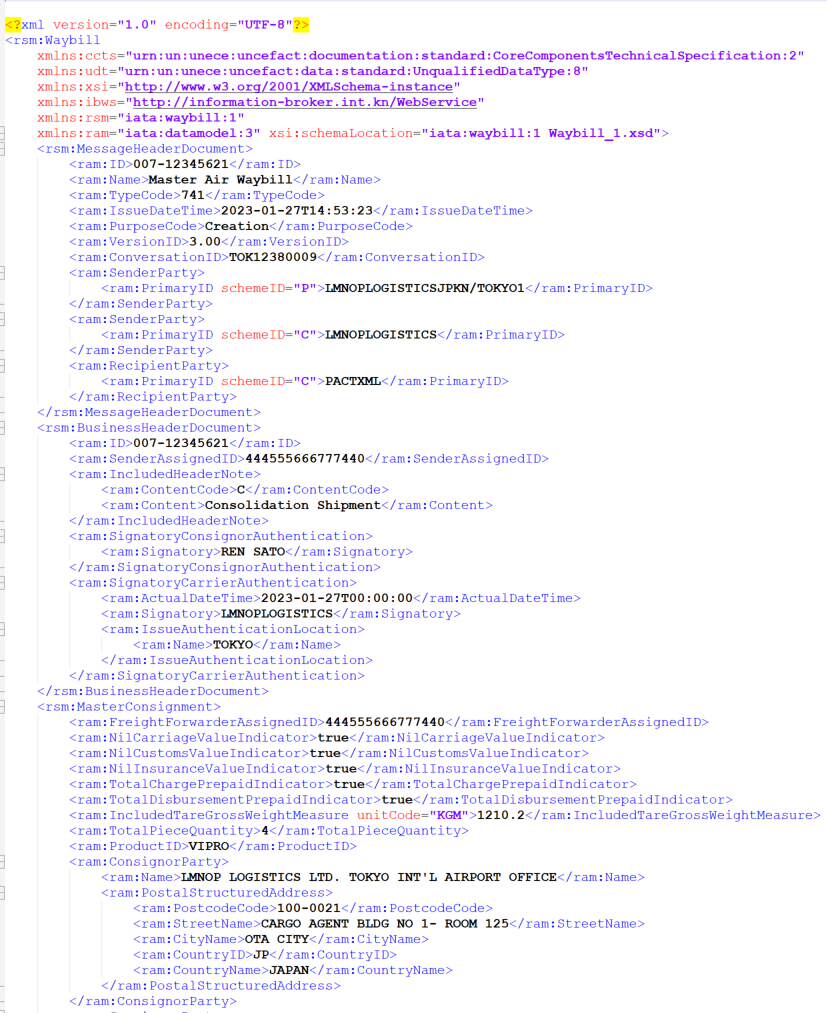 <?xml version="1.0" encoding="UTF-8"?>
<rsm:Waybill
xmlns:ccts="urn:un:unece:uncefact:documentation:standard:CoreComponentsTechnicalSpecification:2"
xmlns:udt="urn:un:unece:uncefact:data:standard:UnqualifiedDataType:8"
xmlns:xsi="http://www.w3.org/2001/XMLSchema-instance"
xmlns:ibws="http://information-broker.int.kn/WebService"
xmlns:rsm="iata:waybill:1"
xmlns:ram="iata:datamodel:3" xsi:schemaLocation="iata:waybill:1 Waybill_1.xsd">
<rsm:MessageHeaderDocument>
<ram:ID>007-12345621</ram:ID>
<ram:Name>Master Air Waybill</ram:Name>
<ram:TypeCode>741</ram:TypeCode>
<ram:IssueDateTime>2023-01-27T14:53:23</ram:IssueDateTime>
<ram:PurposeCode>Creation</ram:PurposeCode>
<ram:VersionID>3.00</ram:VersionID>
<ram:ConversationID>TOK12380009</ram:ConversationID>
<ram:SenderParty>
<ram:PrimaryID schemeID="P">LMNOPLOGISTICSJPKN/TOKYO1</ram:PrimaryID>
</ram:SenderParty>
<ram:SenderParty>
<ram:PrimaryID schemeID="C">LMNOPLOGISTICS</ram:PrimaryID>
</ram:SenderParty>
<ram:RecipientParty>
<ram:PrimaryID schemeID="C">PACTXML</ram:PrimaryID>
</ram:RecipientParty>
</rsm:MessageHeaderDocument>
<rsm:BusinessHeaderDocument>
<ram:ID>007-12345621</ram:ID>
<ram:SenderAssignedID>444555666777440</ram:SenderAssignedID>
<ram:IncludedHeaderNote>
<ram:ContentCode>C</ram:ContentCode>
<ram:Content>Consolidation Shipment</ram:Content>
</ram:IncludedHeaderNote>
<ram:SignatoryConsignorAuthentication>
<ram:Signatory>REN SATO</ram:Signatory>
</ram:SignatoryConsignorAuthentication>
<ram:SignatoryCarrierAuthentication>
<ram:ActualDateTime>2023-01-27T00:00:00</ram:ActualDateTime>
<ram:Signatory>LMNOPLOGISTICS</ram:Signatory>
<ram:IssueAuthenticationLocation>
<ram:Name>TOKYO</ram:Name>
</ram:IssueAuthenticationLocation>
</ram:SignatoryCarrierAuthentication>
</rsm:BusinessHeaderDocument>
<rsm:MasterConsignment>
<ram:FreightForwarderAssignedID>444555666777440</ram:FreightForwarderAssignedID>
<ram:NilCarriageValueIndicator>true</ram:NilCarriageValueIndicator>
<ram:NilCustomsValueIndicator>true</ram:NilCustomsValueIndicator>
<ram:NilInsuranceValueIndicator>true</ram:NilInsuranceValueIndicator>
<ram:TotalChargePrepaidIndicator>true</ram:TotalChargePrepaidIndicator>
<ram:TotalDisbursementPrepaidIndicator>true</ram:TotalDisbursementPrepaidIndicator>
<ram:IncludedTareGrossWeightMeasure unitCode="KGM">1210.2</ram:IncludedTareGrossWeightMeasure>
<ram:TotalPieceQuantity>4</ram:TotalPieceQuantity>
<ram:ProductID>VIPRO</ram:ProductID>
<ram:ConsignorParty>
<ram:Name>LMNOP LOGISTICS LTD. TOKYO INT'L AIRPORT OFFICE</ram:Name>
<ram:PostalStructuredAddress>
<ram:PostcodeCode>100-0021</ram:PostcodeCode>
<ram:StreetName>CARGO AGENT BLDG NO 1- ROOM 125</ram:StreetName>
<ram:CityName>OTA CITY</ram:CityName>
<ram:CountryID>JP</ram:CountryID>
<ram:CountryName>JAPAN</ram:CountryName>
</ram:PostalStructuredAddress>
</ram:ConsignorParty>